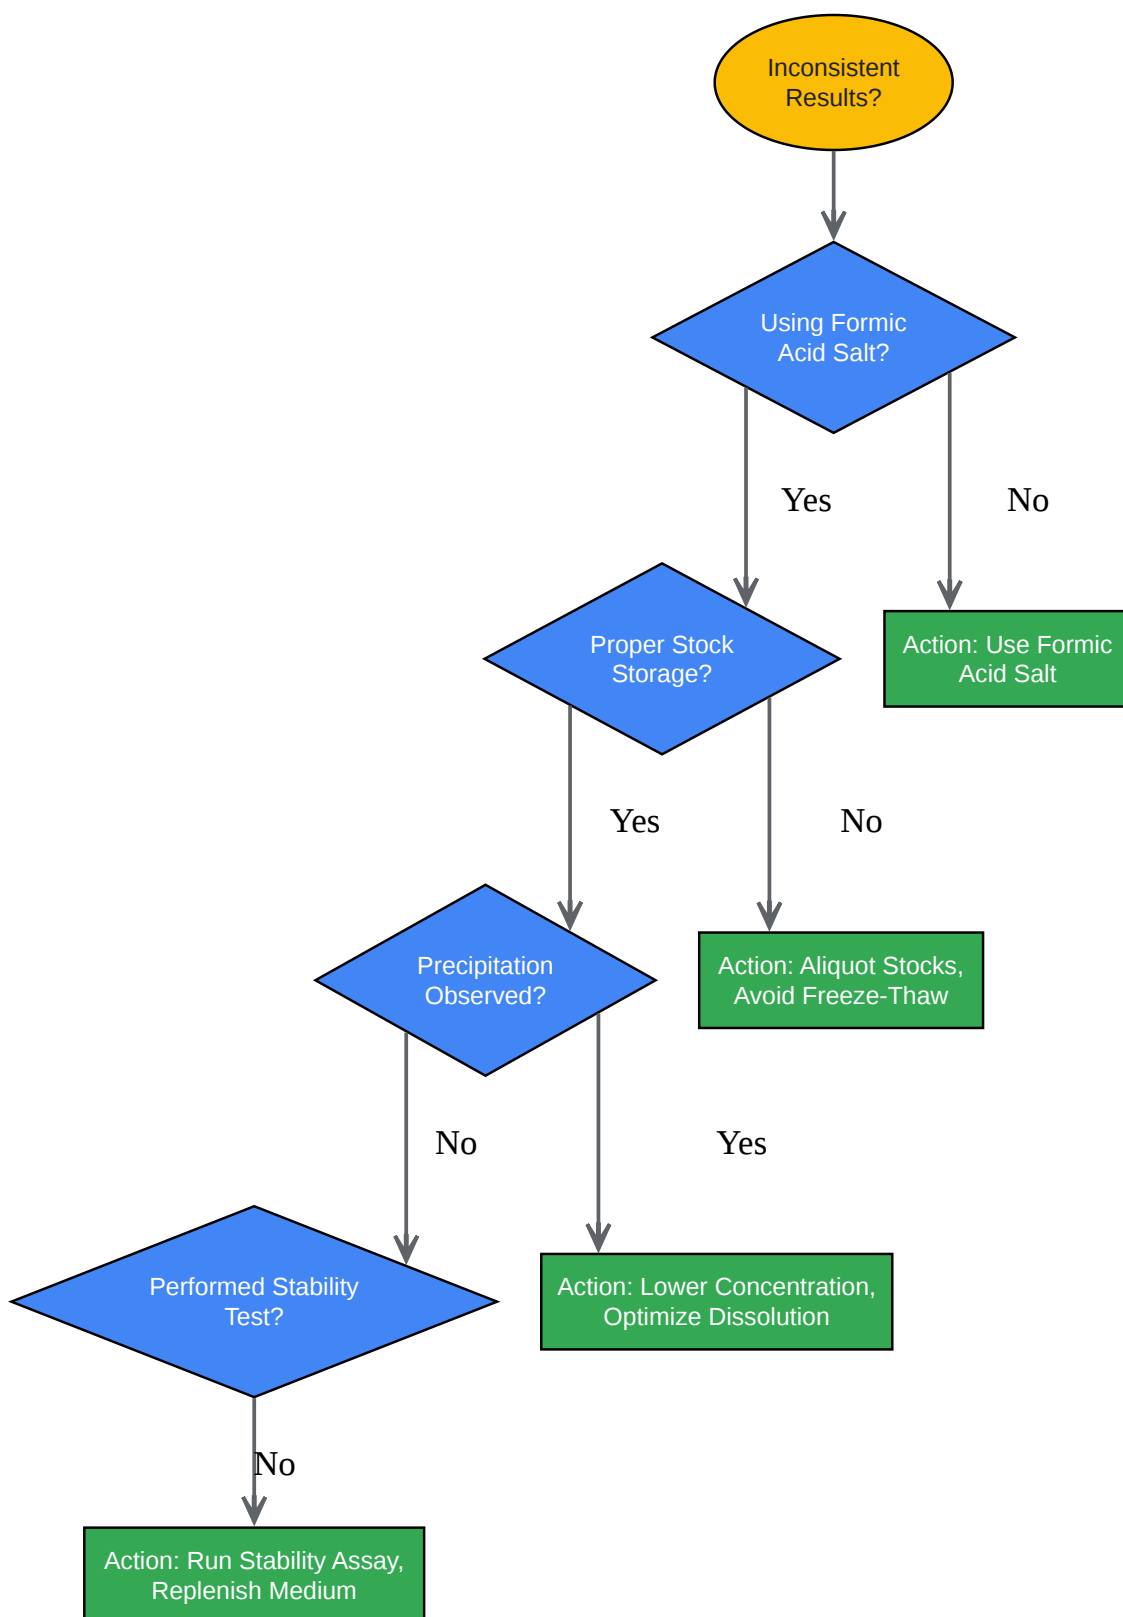 Inconsistent
Results?
Using Formic
Acid Salt?
Yes
No
Proper Stock
Storage?
Action: Use Formic
Acid Salt
Yes
No
Precipitation
Observed?
Action: Aliquot Stocks,
Avoid Freeze-Thaw
No
Yes
Performed Stability
Test?
Action: Lower Concentration,
Optimize Dissolution
No
Action: Run Stability Assay,
Replenish Medium